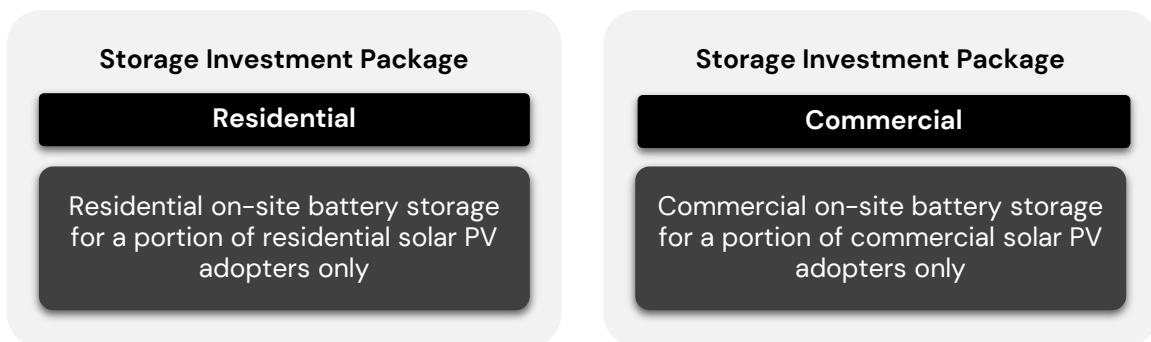 Storage Investment Package
Residential
Residential on-site battery storage
for a portion of residential solar PV
adopters only
Storage Investment Package
Commercial
Commercial on-site battery storage
for a portion of commercial solar PV
adopters only